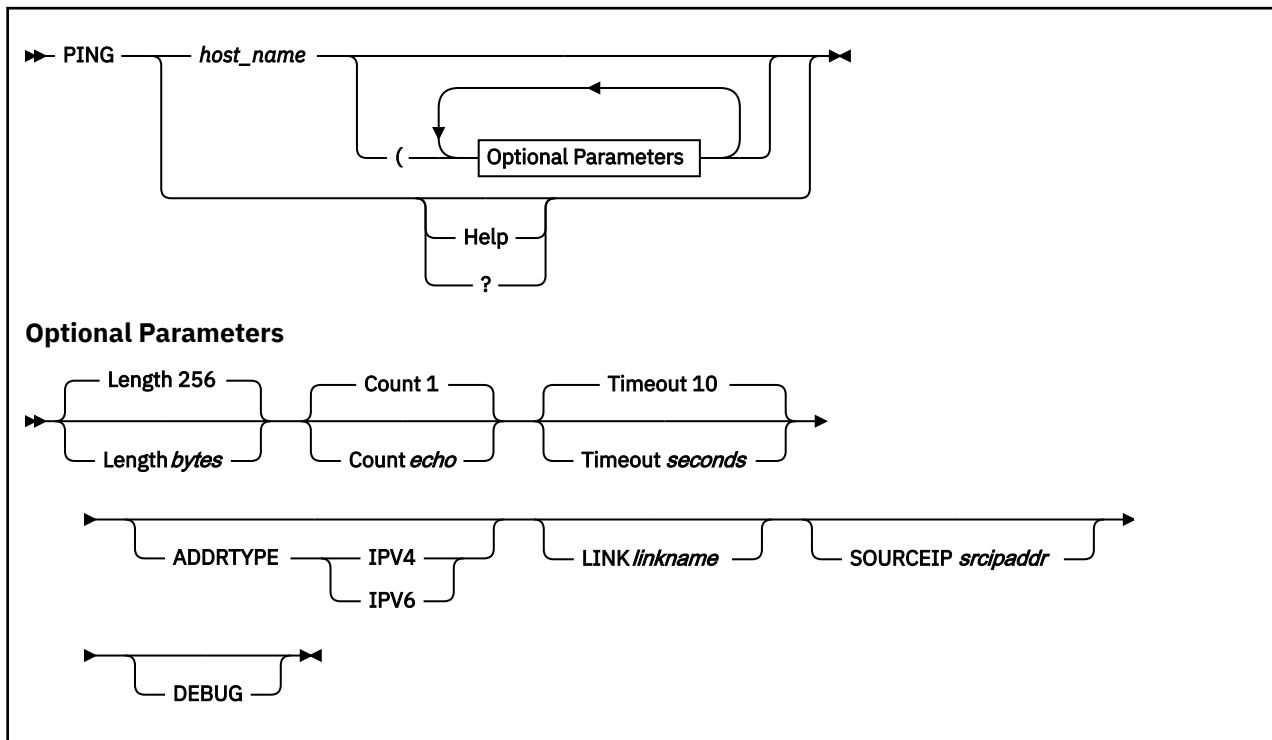 PING host_name
( Optional Parameters
Help
?
Optional Parameters
Length 256 Count 1 Timeout 10
Length bytes Count echo Timeout seconds
ADDRTYPE IPV4 LINK linkname SOURCEIP srcipaddr
IPV6
DEBUG